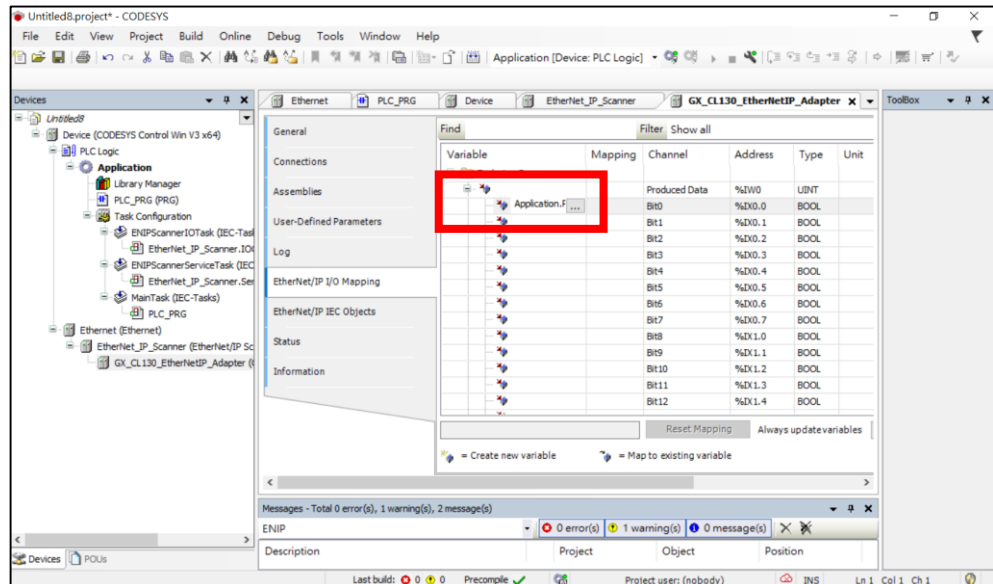 Untitled8.project* - CODESYS
File Edit View Project Build Online Debug Tools Window Help
Application [Device: PLC Logic]
Devices
Untitled8
Device (CODESYS Control Win V3 x64)
PLC Logic
Application
Library Manager
PLC_PRG (PRG)
Task Configuration
ENIPScannerIOTask (IEC-Tas
EtherNet_IP_Scanner.IO
ENIPScannerServiceTask (IEC
EtherNet_IP_Scanner.Ser
MainTask (IEC-Tasks)
PLC_PRG
Ethernet (Ethernet)
EtherNet_IP_Scanner (EtherNet/IP Sc
GX_CL130_EtherNetIP_Adapter (
Devices POUs
Ethernet PLC_PRG Device EtherNet_IP_Scanner GX_CL130_EtherNetIP_Adapter
General
Connections
Assemblies
User-Defined Parameters
Log
EtherNet/IP I/O Mapping
EtherNet/IP IEC Objects
Status
Information
Find Filter Show all
Variable Mapping Channel Address Type Unit
Produced Data %IW0 UINT
Application.P ... Bit0 %IX0.0 BOOL
Bit1 %IX0.1 BOOL
Bit2 %IX0.2 BOOL
Bit3 %IX0.3 BOOL
Bit4 %IX0.4 BOOL
Bit5 %IX0.5 BOOL
Bit6 %IX0.6 BOOL
Bit7 %IX0.7 BOOL
Bit8 %IX1.0 BOOL
Bit9 %IX1.1 BOOL
Bit10 %IX1.2 BOOL
Bit11 %IX1.3 BOOL
Bit12 %IX1.4 BOOL
Reset Mapping Always update variables
= Create new variable = Map to existing variable
ToolBox
Messages - Total 0 error(s), 1 warning(s), 2 message(s)
ENIP 0 error(s) 1 warning(s) 0 message(s)
Description Project Object Position
Last build: 0 0 Precompile Project user: (nobody) INS Ln 1 Col 1 Ch 1